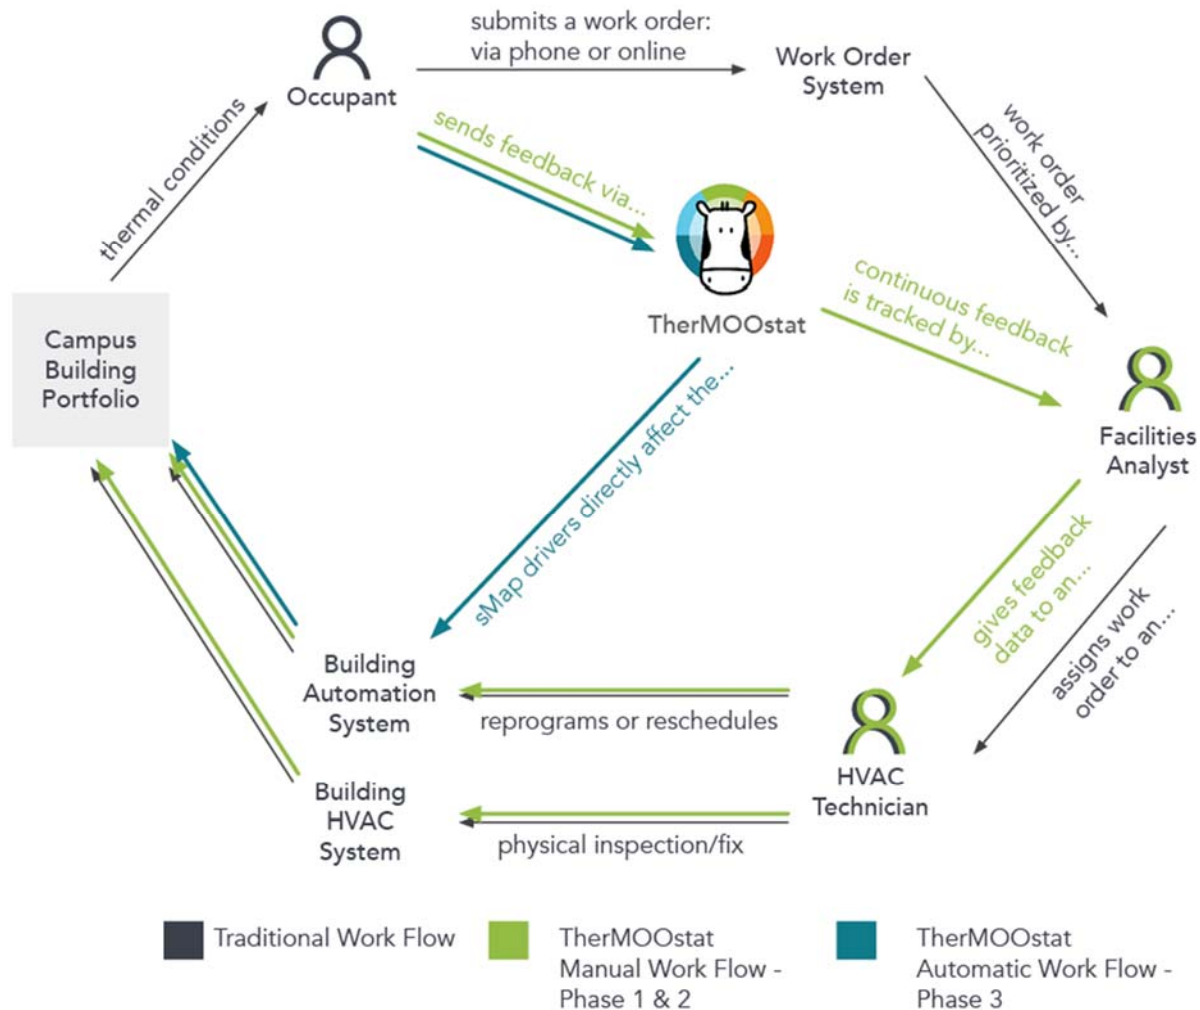 submits a work order:
via phone or online
Occupant
Work Order
System
thermal conditions
sends feedback via...
work order
prioritized by...
TherMOOstat
continuous feedback
is tracked by...
Campus
Building
Portfolio
Facilities
Analyst
sMap drivers directly affect the...
gives feedback
data to an...
assigns work
order to an...
Building
Automation
System
reprograms or reschedules
HVAC
Technician
Building
HVAC
System
physical inspection/fix
Traditional Work Flow
TherMOOstat
Manual Work Flow -
Phase 1 & 2
TherMOOstat
Automatic Work Flow -
Phase 3